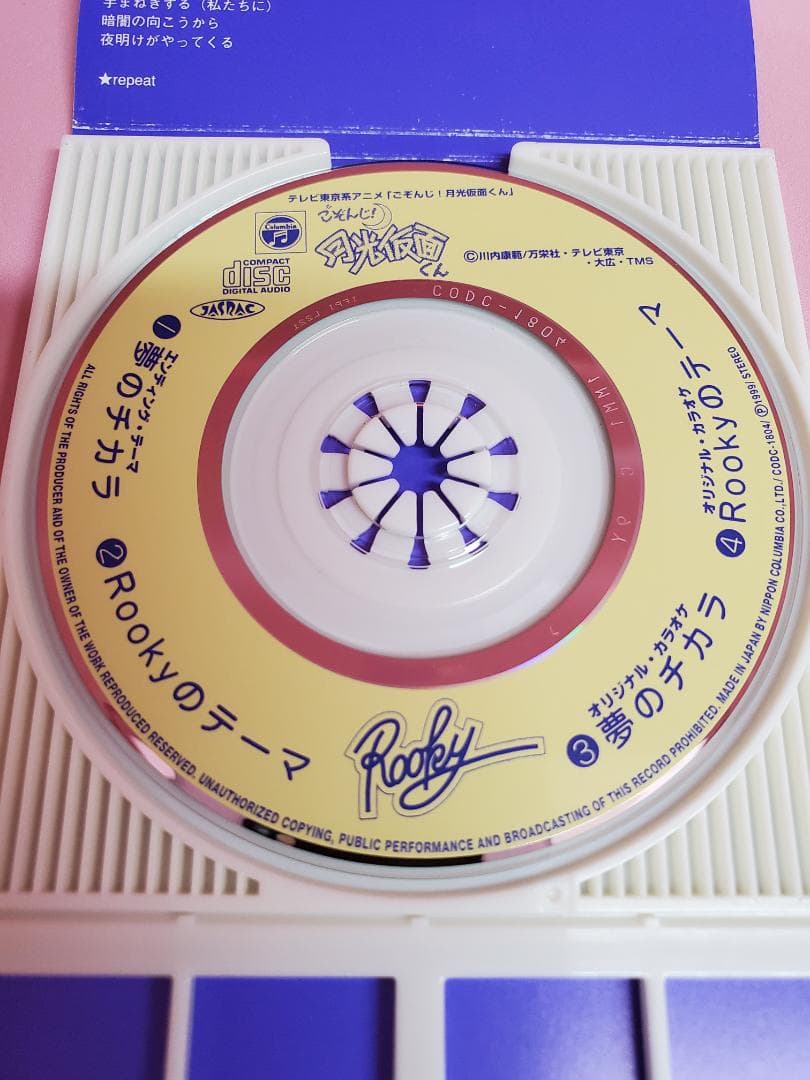 手まねきする（私たちに）
暗闇の向こうから
夜明けがやってくる
★repeat
テレビ東京系アニメ「ごぞんじ！月光仮面くん」
Columbia
ごぞんじ！
月光仮面
くん
©川内康範/万栄社・テレビ東京
・大広・TMS
COMPACT
disc
DIGITAL AUDIO
JASRAC
CODC-1804
エンディング・テーマ
❶夢のチカラ
❷Rookyのテーマ
オリジナル・カラオケ
❸夢のチカラ
オリジナル・カラオケ
❹Rookyのテーマ
Rooky
ALL RIGHTS OF THE PRODUCER AND OF THE OWNER OF THE WORK REPRODUCED RESERVED. UNAUTHORIZED COPYING, PUBLIC PERFORMANCE AND BROADCASTING OF THIS RECORD PROHIBITED. MADE IN JAPAN BY NIPPON COLUMBIA CO.,LTD./ CODC-1804/ ℗1999/ STEREO